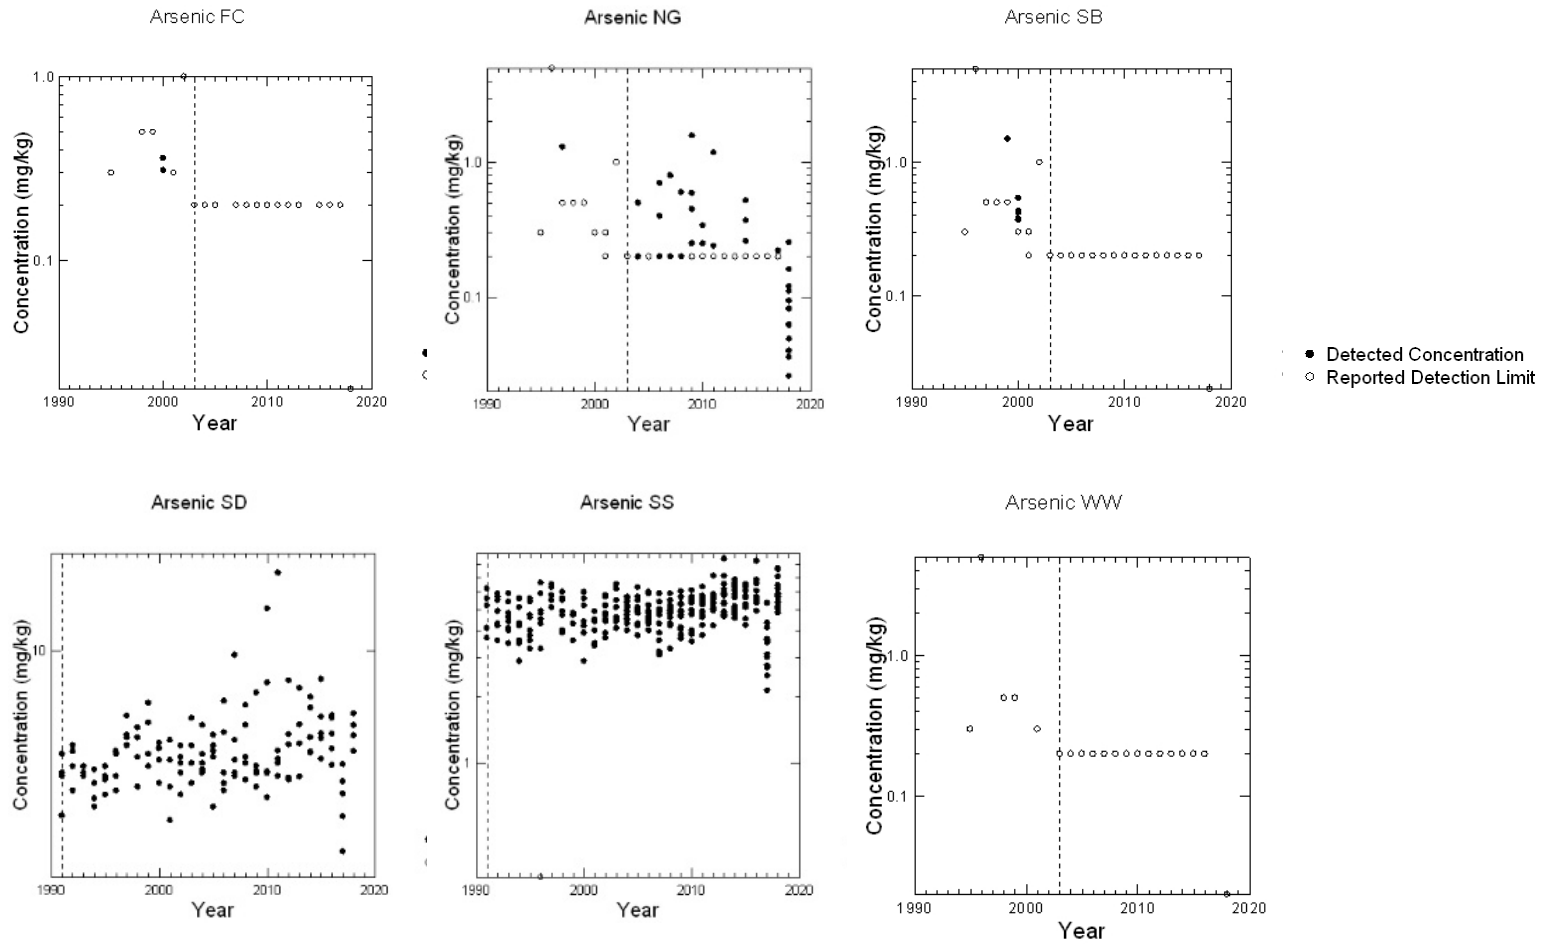 Arsenic FC
Concentration (mg/kg)
1.0
0.1
1990 2000 2010 2020
Year
Arsenic NG
Concentration (mg/kg)
1.0
0.1
1990 2000 2010 2020
Year
Arsenic SB
Concentration (mg/kg)
1.0
0.1
1990 2000 2010 2020
Year
Detected Concentration
Reported Detection Limit
Arsenic SD
Concentration (mg/kg)
10
1990 2000 2010 2020
Year
Arsenic SS
Concentration (mg/kg)
1
1990 2000 2010 2020
Year
Arsenic WW
Concentration (mg/kg)
1.0
0.1
1990 2000 2010 2020
Year